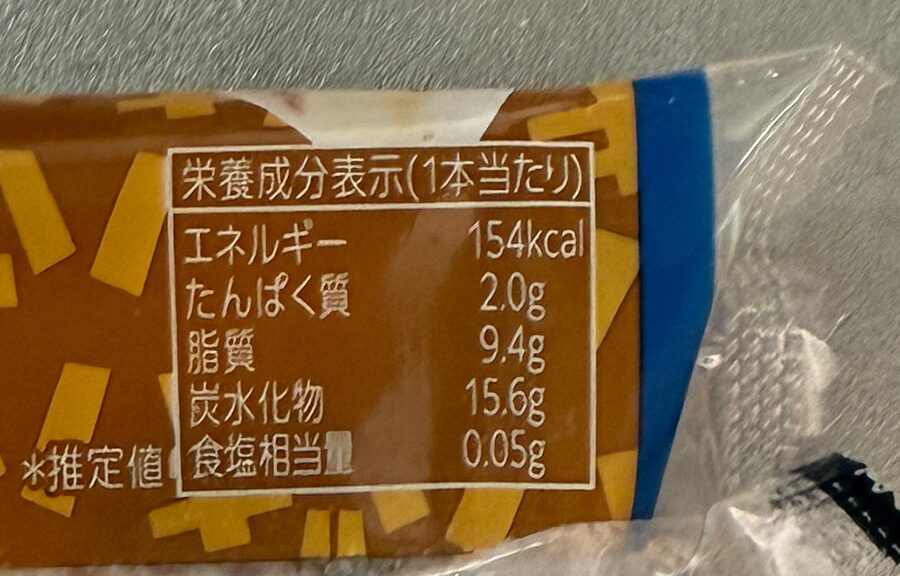 栄養成分表示(1本当たり)
エネルギー 154kcal
たんぱく質 2.0g
脂質 9.4g
炭水化物 15.6g
食塩相当量 0.05g
※推定値